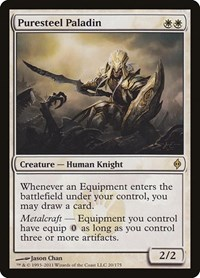 Puresteel Paladin
Creature — Human Knight
Whenever an Equipment enters the
battlefield under your control, you
may draw a card.
Metalcraft — Equipment you control
have equip 0 as long as you control
three or more artifacts.
2/2
Jason Chan